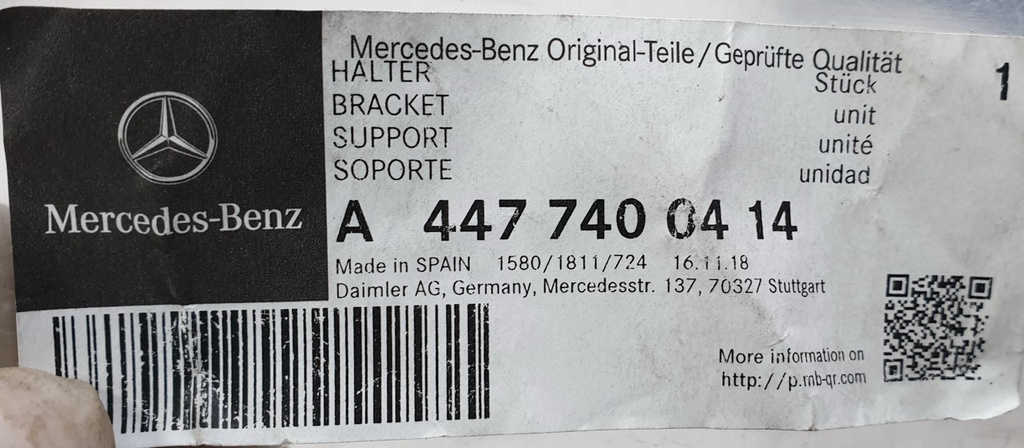 Mercedes-Benz
Mercedes-Benz Original-Teile/Geprüfte Qualität
HALTER Stück 1
BRACKET unit
SUPPORT unité
SOPORTE unidad
A 447 740 04 14
Made in SPAIN 1580/1811/724 16.11.18
Daimler AG, Germany, Mercedesstr. 137, 70327 Stuttgart
More information on
http://p.mb-qr.com